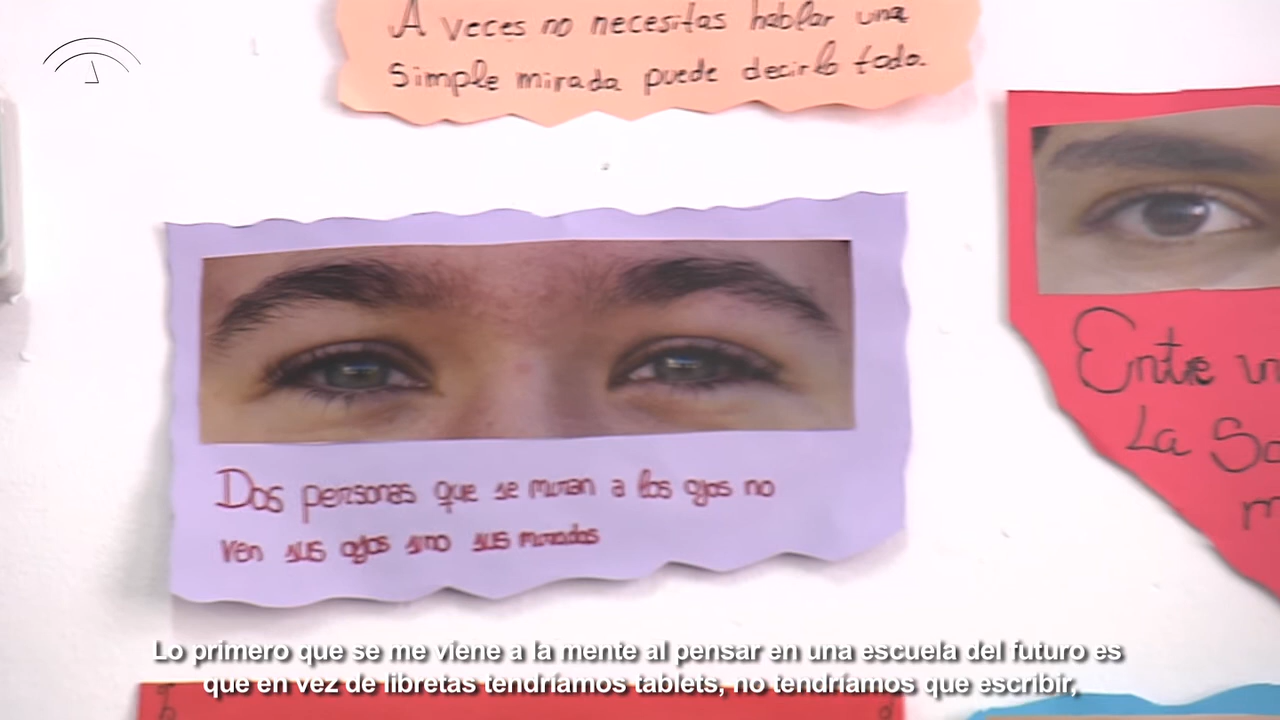 A veces no necesitas hablar una
simple mirada puede decirlo todo.
Dos personas que se miran a los ojos no
ven sus ojos sino sus miradas
Entre
La
Lo primero que se me viene a la mente al pensar en una escuela del futuro es
que en vez de libretas tendríamos tablets, no tendríamos que escribir,